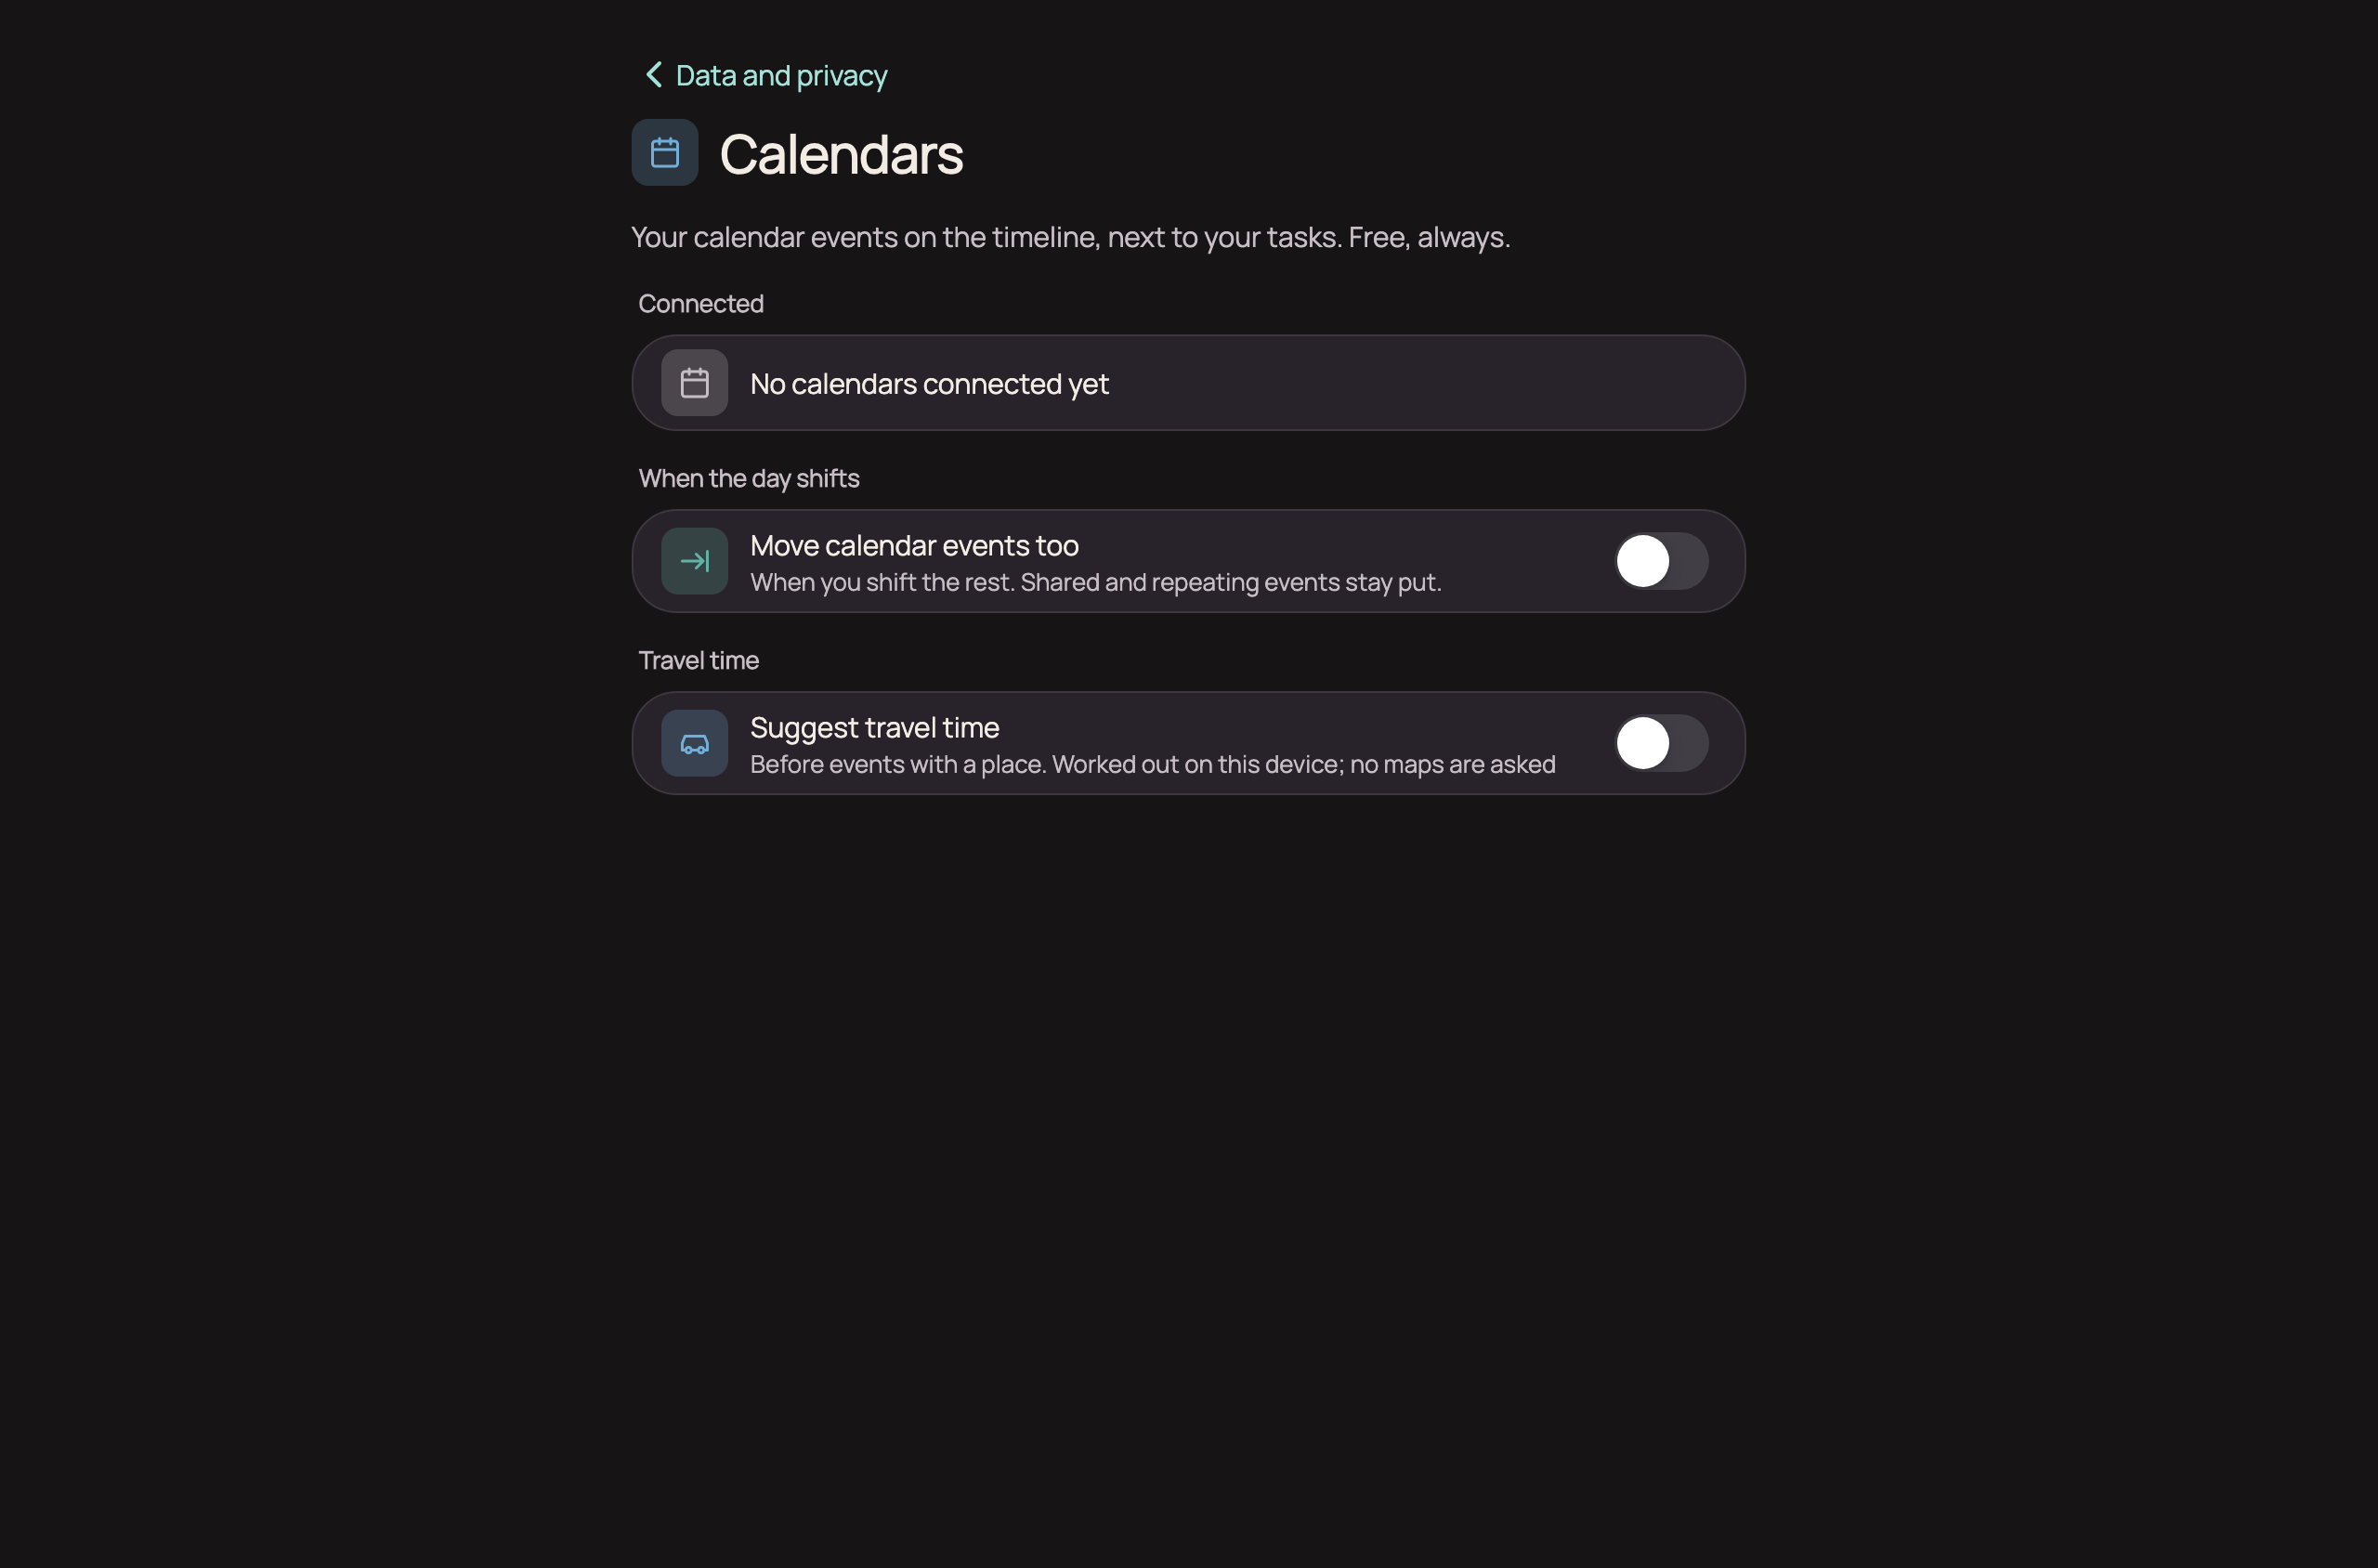 Data and privacy
Calendars
Your calendar events on the timeline, next to your tasks. Free, always.
Connected
No calendars connected yet
When the day shifts
Move calendar events too
When you shift the rest. Shared and repeating events stay put.
Travel time
Suggest travel time
Before events with a place. Worked out on this device; no maps are asked